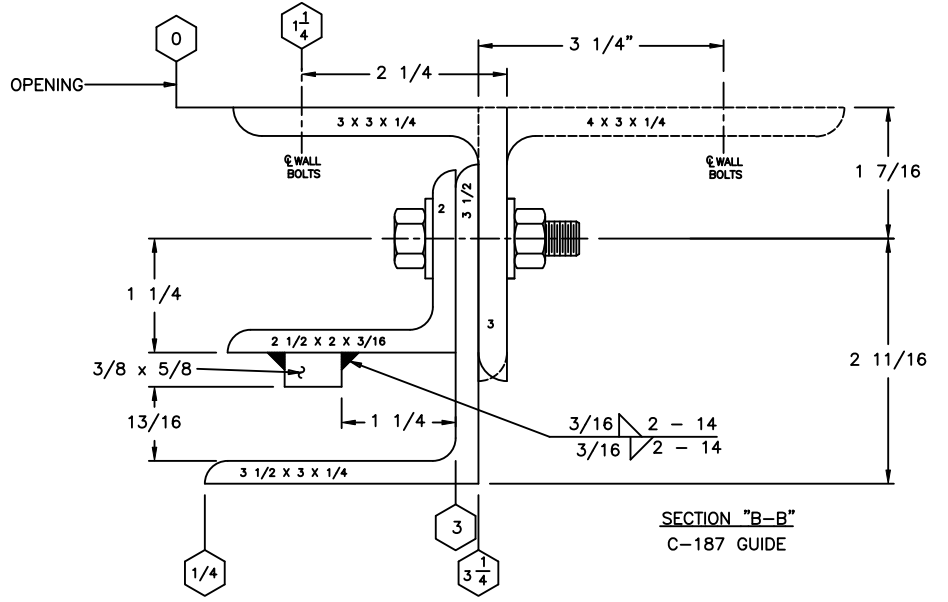 0
1 1/4
3 1/4"
2 1/4
OPENING
3 X 3 X 1/4
4 X 3 X 1/4
℄ WALL
BOLTS
℄ WALL
BOLTS
1 7/16
2
3 1/2
1 1/4
3
2 1/2 X 2 X 3/16
2 11/16
3/8 x 5/8
13/16
1 1/4
3/16 2 - 14
3/16 2 - 14
3 1/2 X 3 X 1/4
3
SECTION "B-B"
C-187 GUIDE
1/4
3 1/4